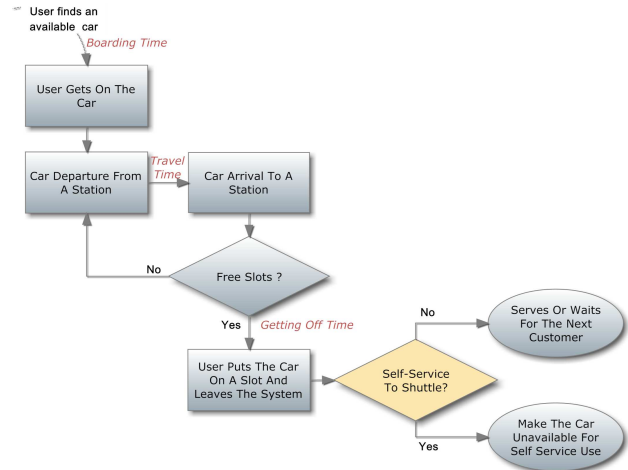 User finds an
available car
Boarding Time
User Gets On The
Car
Car Departure From
A Station
Travel
Time
Car Arrival To A
Station
Free Slots ?
No
Yes
Getting Off Time
User Puts The Car
On A Slot And
Leaves The System
Self-Service
To Shuttle?
No
Serves Or Waits
For The Next
Customer
Yes
Make The Car
Unavailable For
Self Service Use